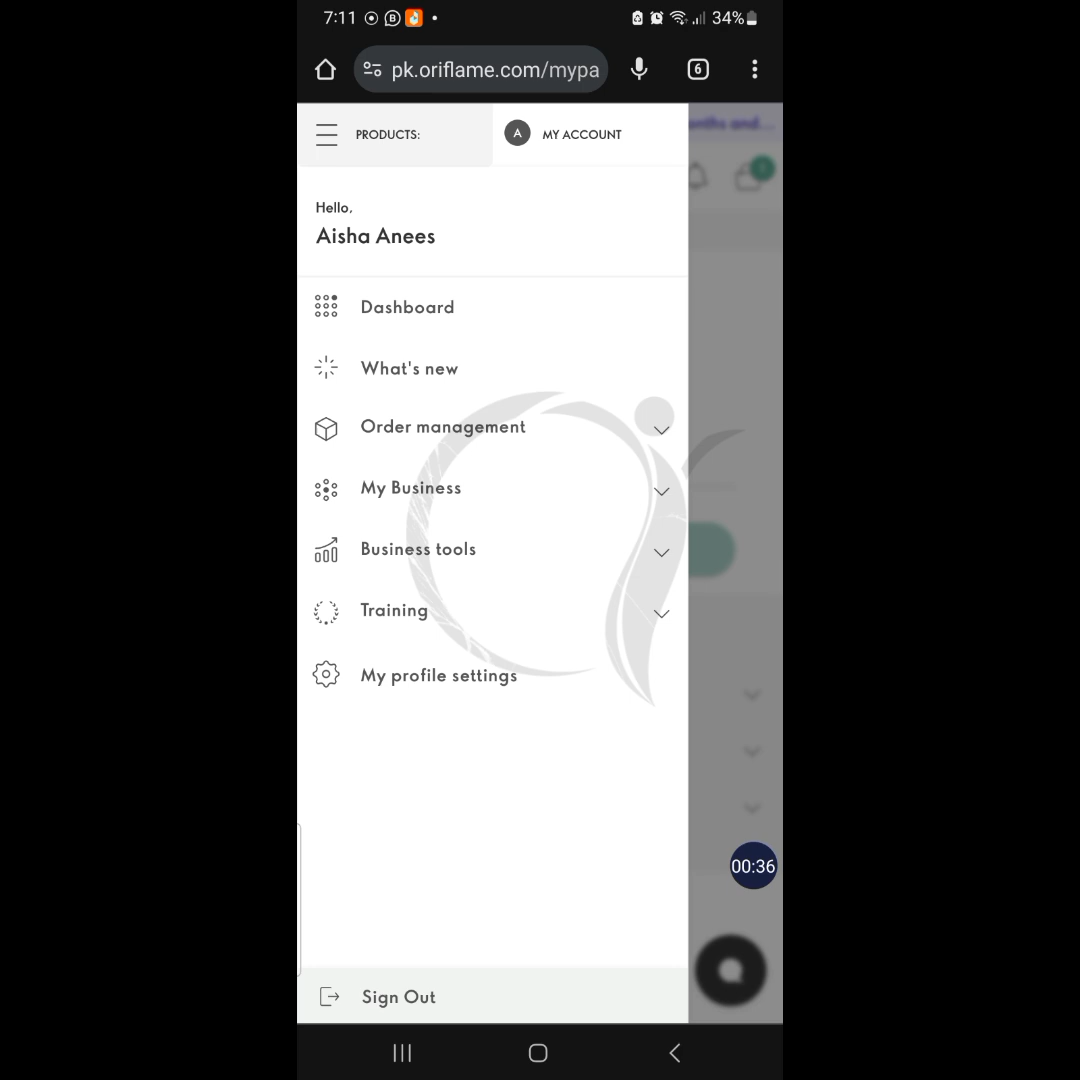 7:11
34%
pk.oriflame.com/mypa
6
PRODUCTS:
A MY ACCOUNT
Hello,
Aisha Anees
Dashboard
What's new
Order management
My Business
Business tools
Training
My profile settings
00:36
Sign Out